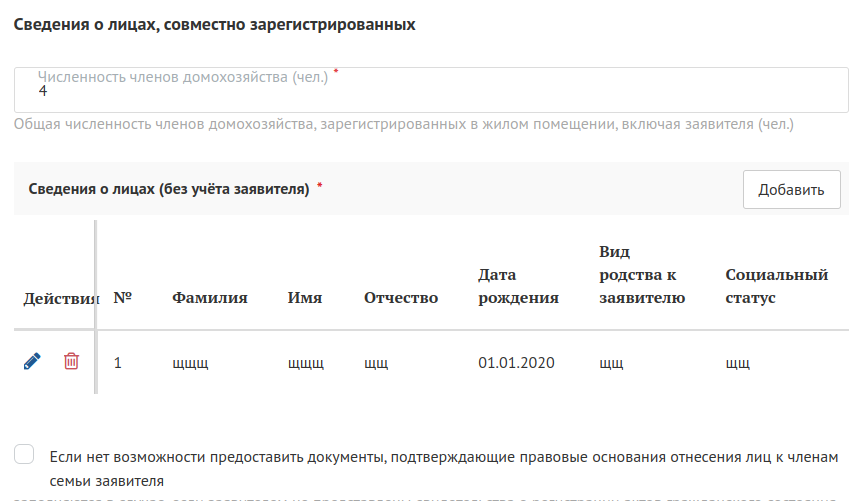 Сведения о лицах, совместно зарегистрированных
Численность членов домохозяйства (чел.) *
4
Общая численность членов домохозяйства, зарегистрированных в жилом помещении, включая заявителя (чел.)
Сведения о лицах (без учёта заявителя) *
Добавить
Действия № Фамилия Имя Отчество Дата рождения Вид родства к заявителю Социальный статус
1 щщщ щщщ щщ 01.01.2020 щщ щщ
Если нет возможности предоставить документы, подтверждающие правовые основания отнесения лиц к членам
семьи заявителя